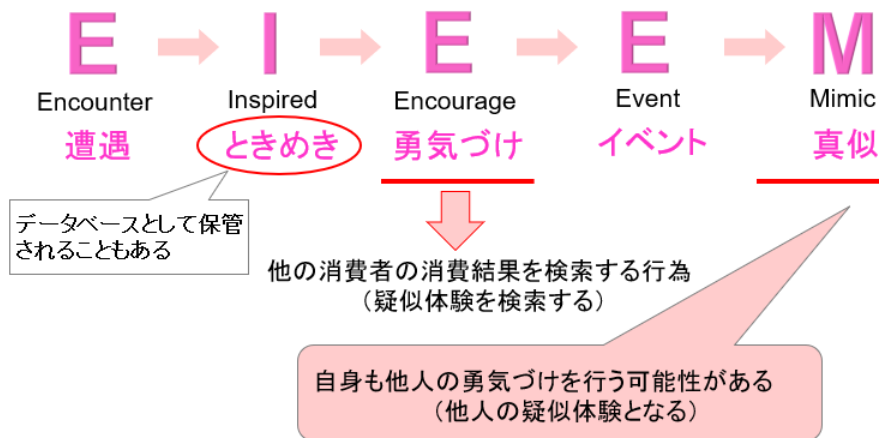 E I E E M
Encounter Inspired Encourage Event Mimic
遭遇 ときめき 勇気づけ イベント 真似
データベースとして保管
されることもある
他の消費者の消費結果を検索する行為
（疑似体験を検索する）
自身も他人の勇気づけを行う可能性がある
（他人の疑似体験となる）